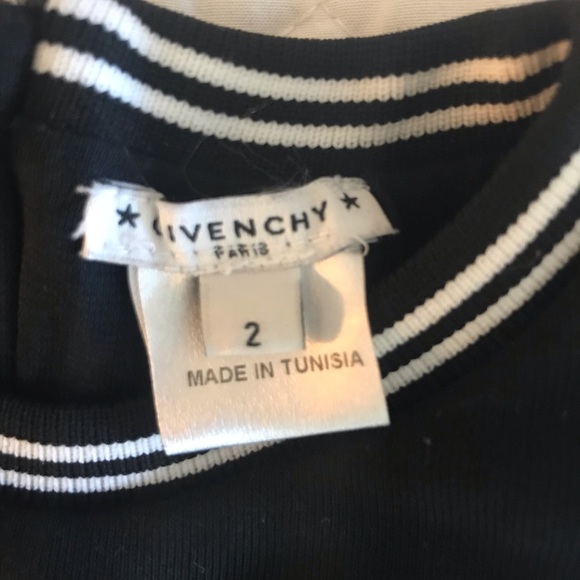 ★ GIVENCHY ★
PARIS
2
MADE IN TUNISIA